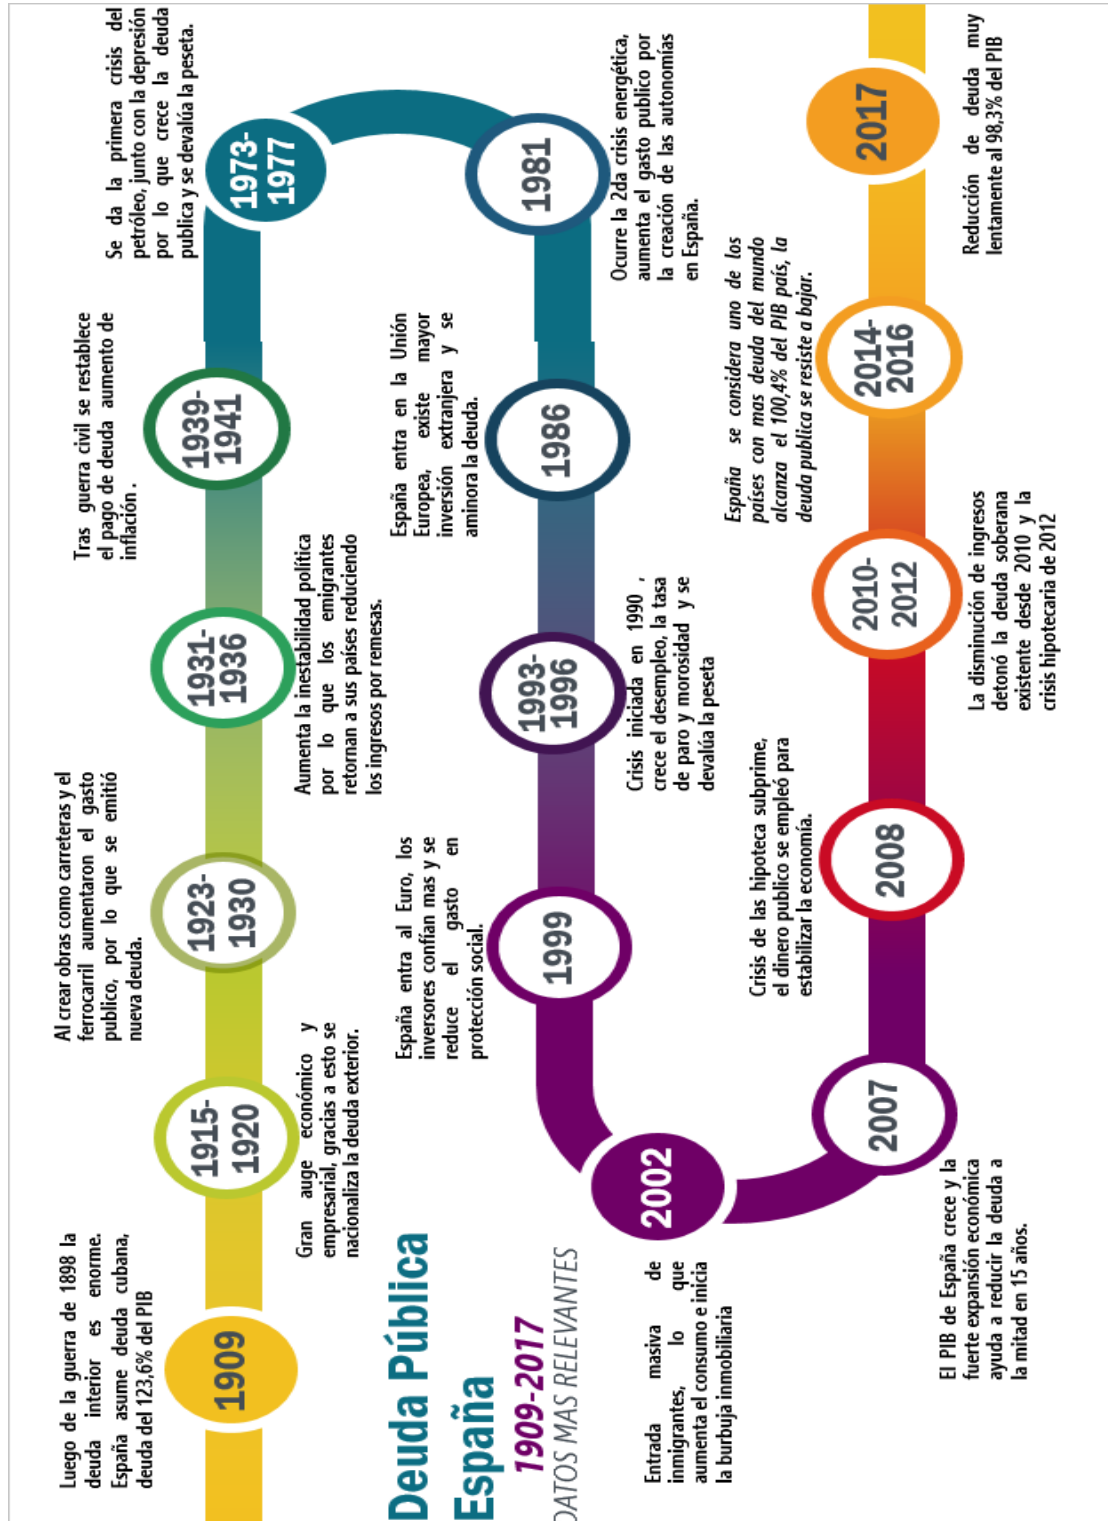 Luego de la guerra de 1898 la
deuda interior es enorme.
España asume deuda cubana,
deuda del 123,6% del PIB
1909
1915-
1920
Gran auge económico y
empresarial, gracias a esto se
nacionaliza la deuda exterior.
Al crear obras como carreteras y el
ferrocarril aumentaron el gasto
publico, por lo que se emitió
nueva deuda.
1923-
1930
1931-
1936
Aumenta la inestabilidad política
por lo que los emigrantes
retornan a sus países reduciendo
los ingresos por remesas.
Tras guerra civil se restablece
el pago de deuda aumento de
inflación .
1939-
1941
Se da la primera crisis del
petróleo, junto con la depresión
por lo que crece la deuda
publica y se devalúa la peseta.
1973-
1977
1981
Ocurre la 2da crisis energética,
aumenta el gasto publico por
la creación de las autonomías
en España.
España entra en la Unión
Europea, existe mayor
inversión extranjera y se
aminora la deuda.
1986
1993-
1996
Crisis iniciada en 1990 ,
crece el desempleo, la tasa
de paro y morosidad y se
devalúa la peseta
España entra al Euro, los
inversores confían mas y se
reduce el gasto en
protección social.
1999
Deuda Pública
España
1909-2017
DATOS MAS RELEVANTES
2002
Entrada masiva de
inmigrantes, lo que
aumenta el consumo e inicia
la burbuja inmobiliaria
2007
El PIB de España crece y la
fuerte expansión económica
ayuda a reducir la deuda a
la mitad en 15 años.
Crisis de las hipoteca subprime,
el dinero publico se empleó para
estabilizar la economía.
2008
2010-
2012
La disminución de ingresos
detonó la deuda soberana
existente desde 2010 y la
crisis hipotecaria de 2012
España se considera uno de los
países con mas deuda del mundo
alcanza el 100,4% del PIB país, la
deuda publica se resiste a bajar.
2014-
2016
2017
Reducción de deuda muy
lentamente al 98,3% del PIB